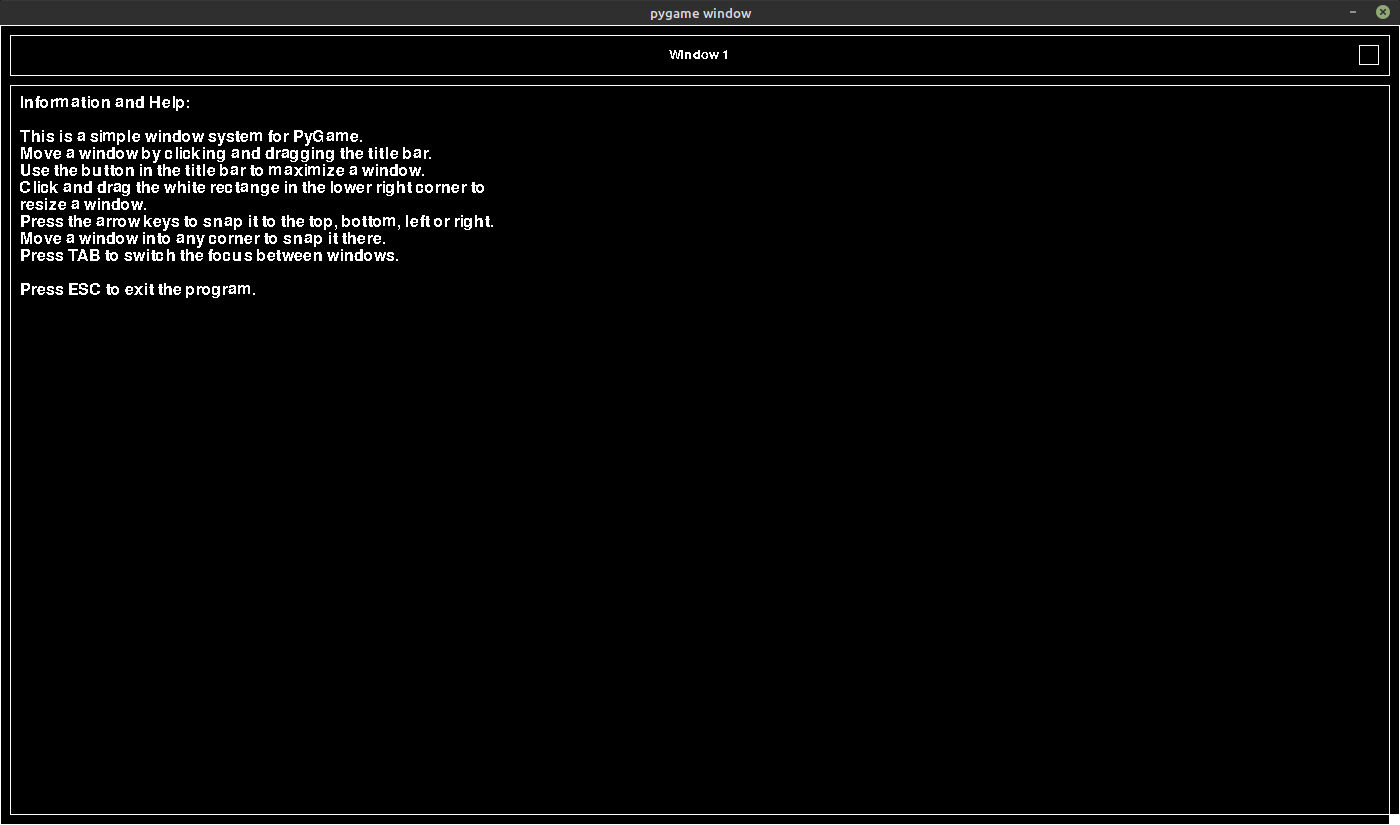 pygame window
Window 1
Information and Help:
This is a simple window system for PyGame.
Move a window by clicking and dragging the title bar.
Use the button in the title bar to maximize a window.
Click and drag the white rectange in the lower right corner to
resize a window.
Press the arrow keys to snap it to the top, bottom, left or right.
Move a window into any corner to snap it there.
Press TAB to switch the focus between windows.
Press ESC to exit the program.